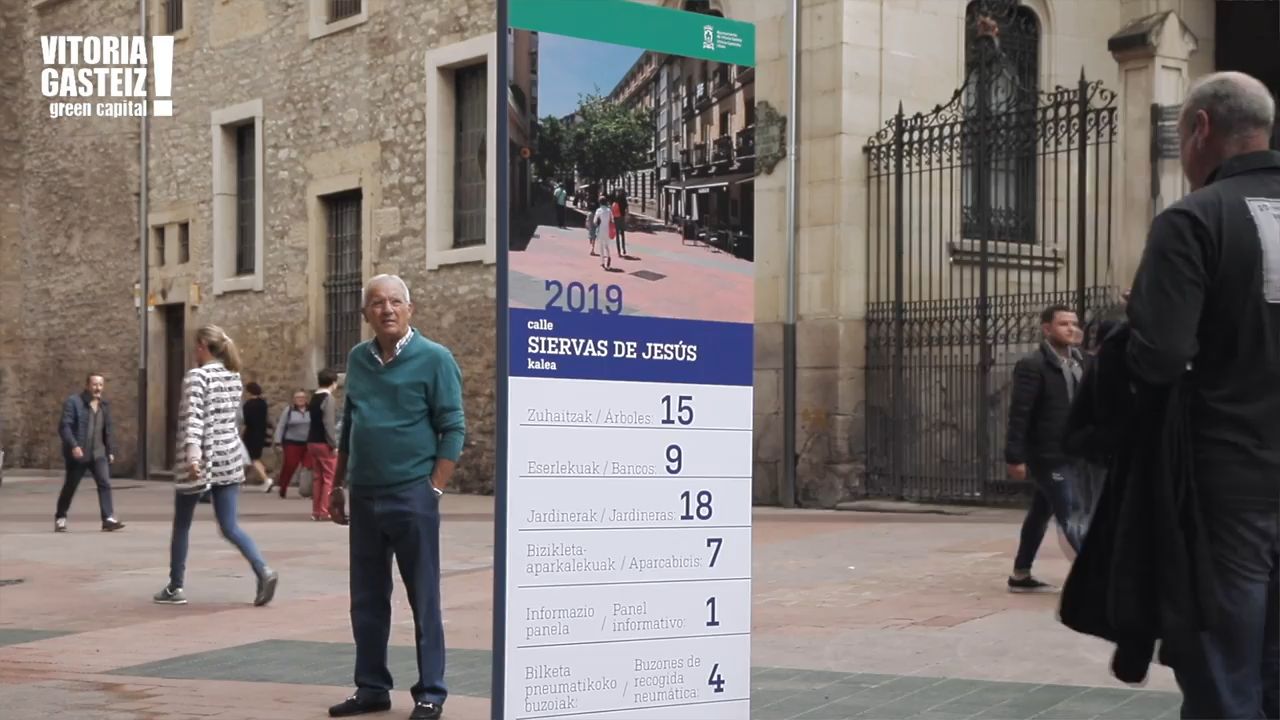 VITORIA
GASTEIZ!
green capital
2019
calle
SIERVAS DE JESÚS
kalea
Zuhaitzak / Árboles: 15
Eserlekuak / Bancos: 9
Jardinerak / Jardineras: 18
Bizikleta-
aparkalekuak / Aparcabicis: 7
Informazio
panela / Panel
informativo: 1
Bilketa
pneumatikoko
buzoiak: / Buzones de
recogida
neumática: 4